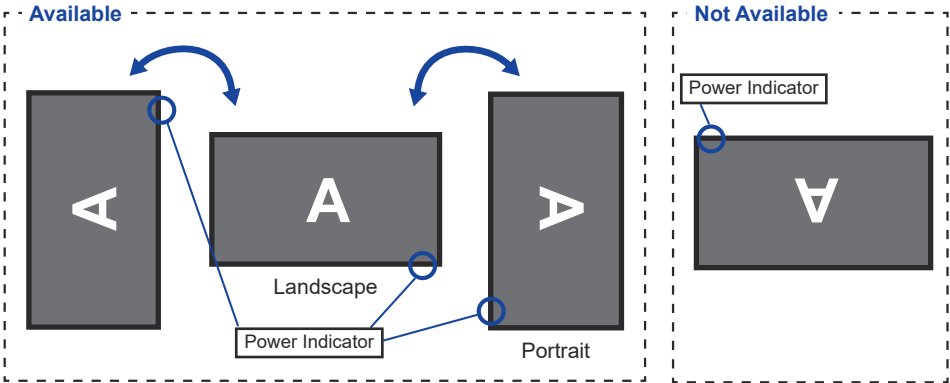 Available
A
A
A
Landscape
Power Indicator
Portrait
Not Available
Power Indicator
A